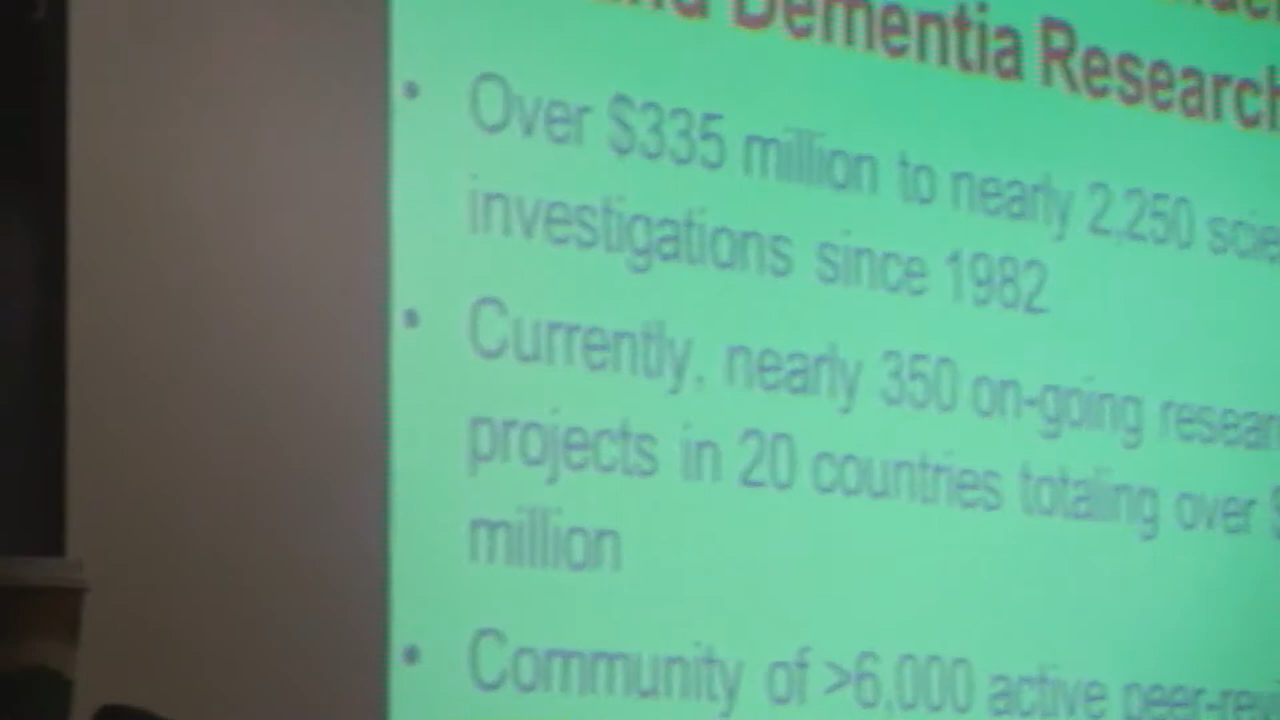 Dementia Research
• Over $335 million to nearly 2,250
investigations since 1982
• Currently, nearly 350 on-going
projects in 20 countries totaling over
million
• Community of >6,000 active